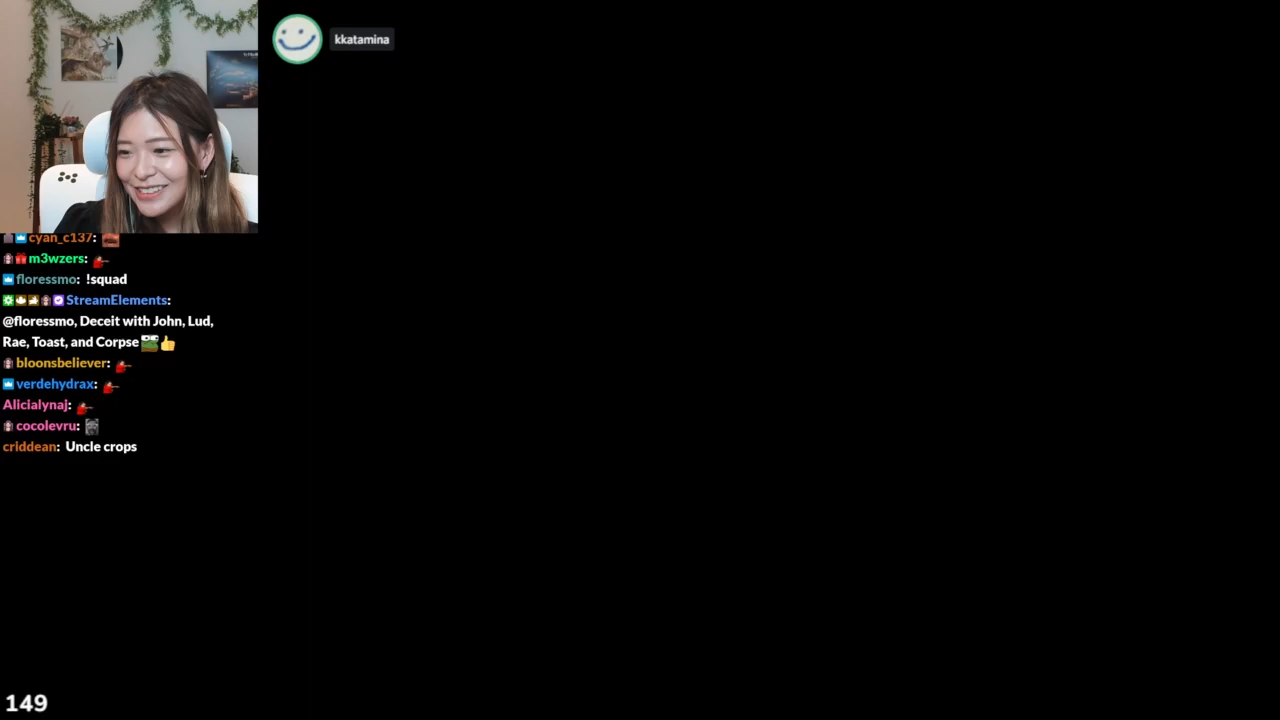 kkatamina
cyan_c137:
m3wzers:
floressmo: !squad
StreamElements:
@floressmo, Deceit with John, Lud,
Rae, Toast, and Corpse
bloonsbeliever:
verdehydrax:
Alicialynaj:
cocolevru:
criddean: Uncle crops
149